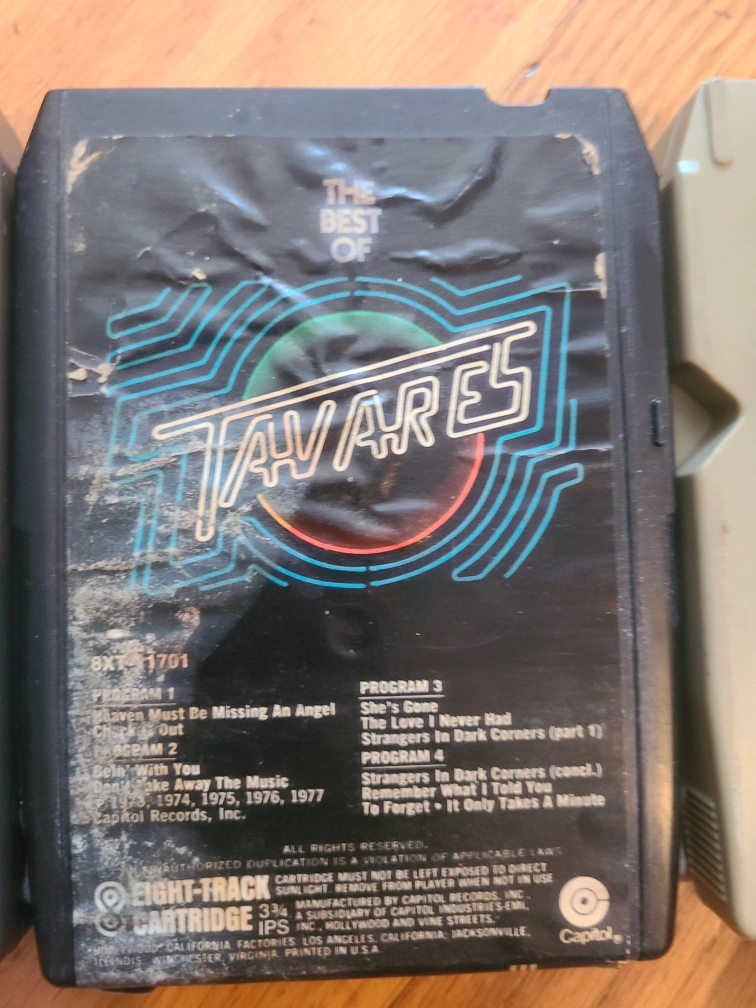 THE
BEST
OF
TAVARES
8XT-11701
PROGRAM 1
Heaven Must Be Missing An Angel
Check It Out
PROGRAM 2
Bein' With You
Don't Take Away The Music
℗ 1973, 1974, 1975, 1976, 1977
Capitol Records, Inc.
PROGRAM 3
She's Gone
The Love I Never Had
Strangers In Dark Corners (part 1)
PROGRAM 4
Strangers In Dark Corners (concl.)
Remember What I Told You
To Forget • It Only Takes A Minute
ALL RIGHTS RESERVED.
UNAUTHORIZED DUPLICATION IS A VIOLATION OF APPLICABLE LAWS
EIGHT-TRACK
CARTRIDGE
3¾
IPS
CARTRIDGE MUST NOT BE LEFT EXPOSED TO DIRECT
SUNLIGHT. REMOVE FROM PLAYER WHEN NOT IN USE
MANUFACTURED BY CAPITOL RECORDS, INC.,
A SUBSIDIARY OF CAPITOL INDUSTRIES-EMI,
INC., HOLLYWOOD AND VINE STREETS,
HOLLYWOOD, CALIFORNIA. FACTORIES: LOS ANGELES, CALIFORNIA; JACKSONVILLE,
ILLINOIS; WINCHESTER, VIRGINIA. PRINTED IN U.S.A.
Capitol®